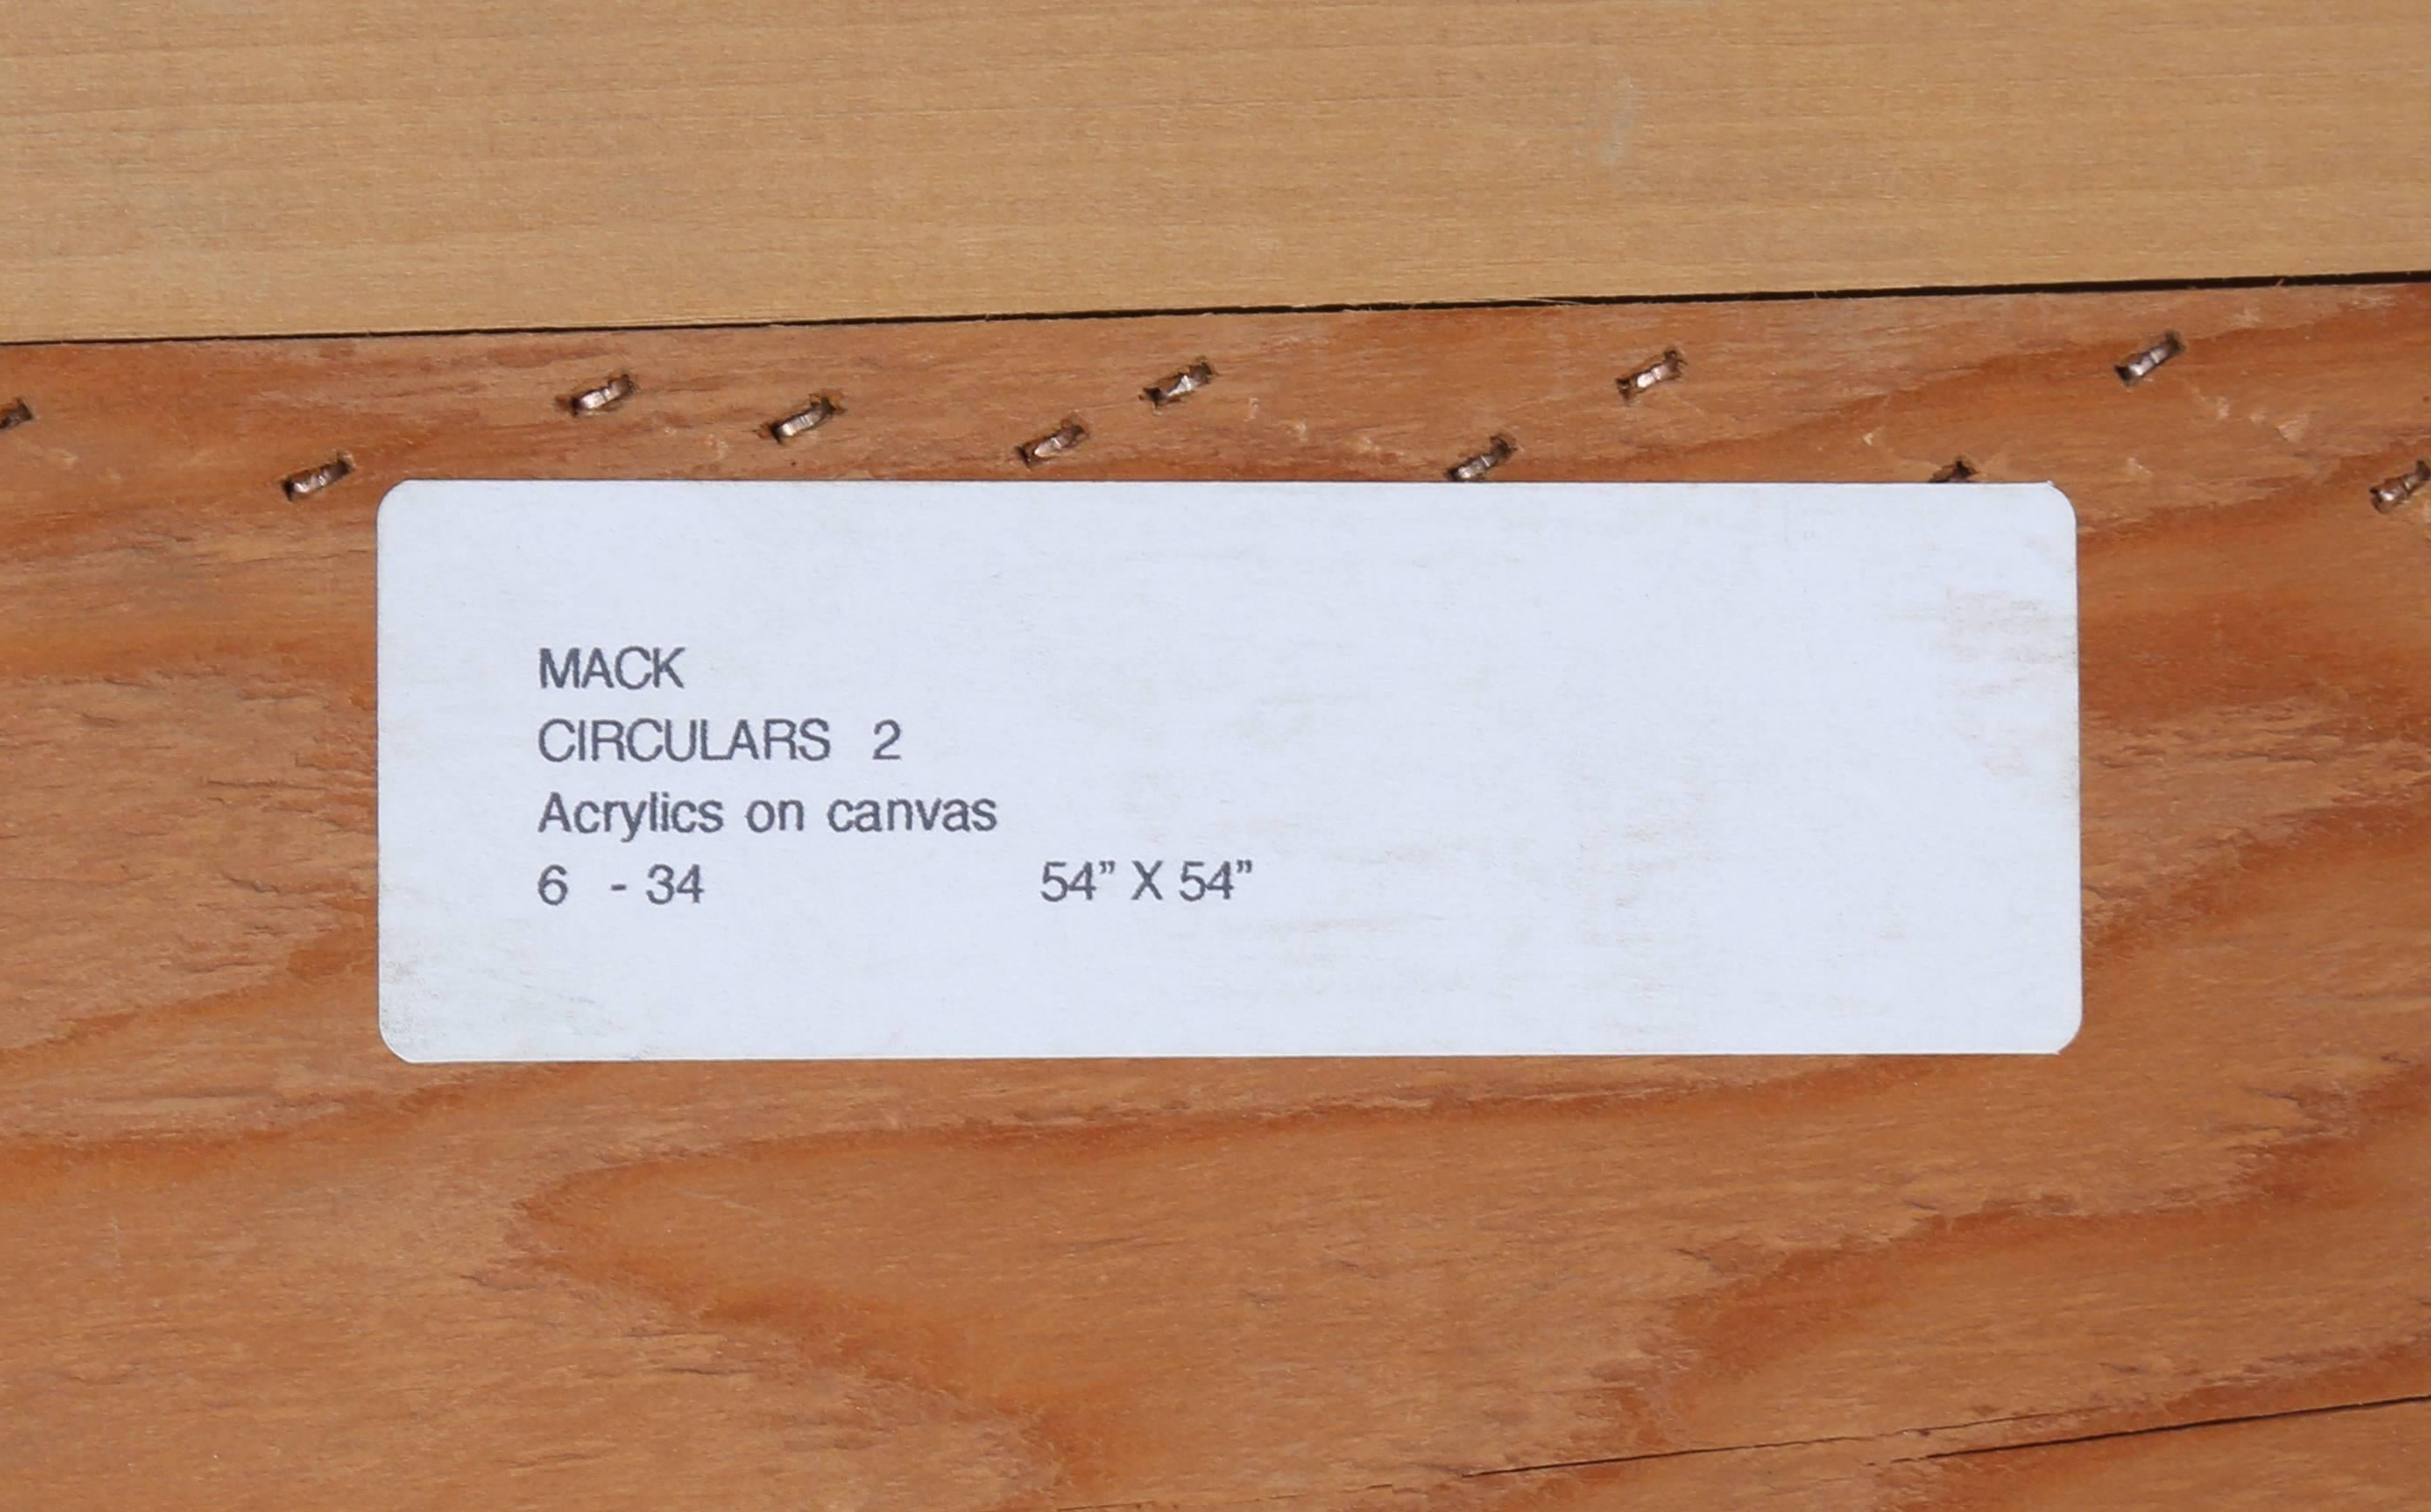 MACK
CIRCULARS 2
Acrylics on canvas
6 - 34 54” X 54”